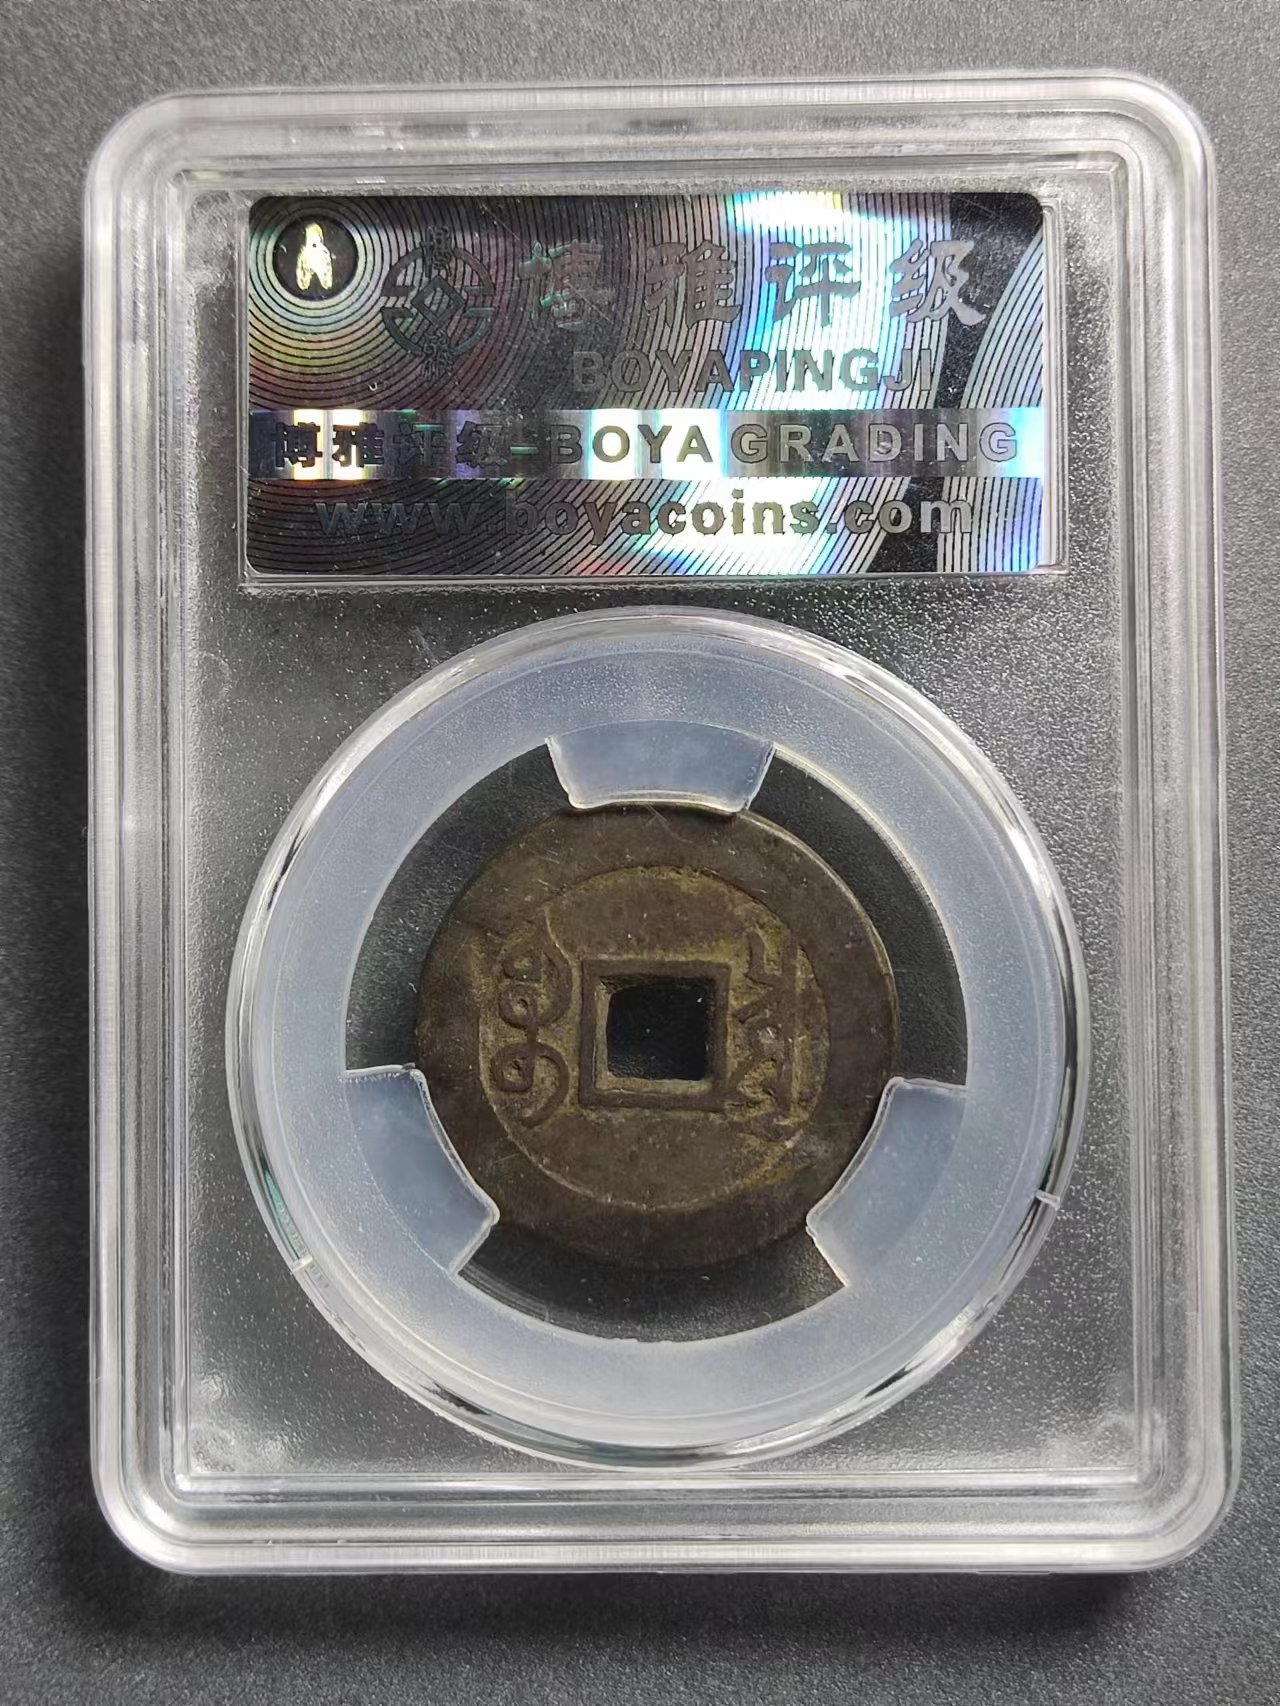 博雅评级
BOYAPINGJI
博雅评级-BOYA GRADING
www.boyacoins.com